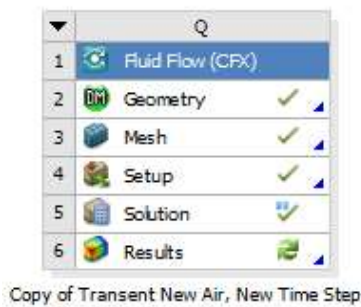 Q
1 Fluid Flow (CFX)
2 DM Geometry
3 Mesh
4 Setup
5 Solution
6 Results
Copy of Transent New Air, New Time Step